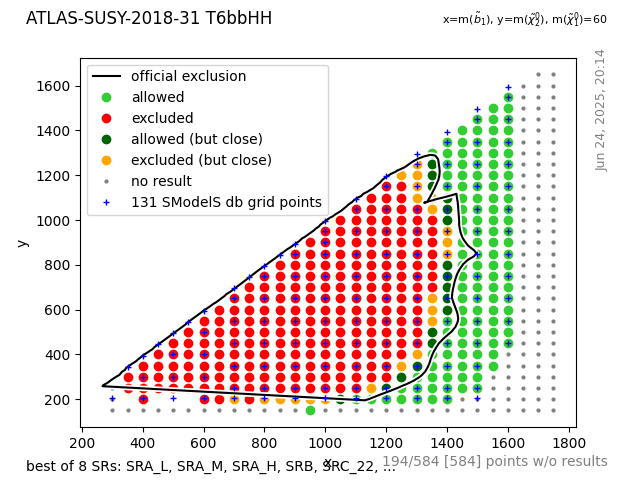 ATLAS-SUSY-2018-31 T6bbHH
x=m(b̃₁), y=m(χ̃⁰₂), m(χ̃⁰₁)=60
Jun 24, 2025, 20:14
official exclusion
allowed
excluded
allowed (but close)
excluded (but close)
no result
131 SModelS db grid points
1600
1400
1200
1000
800
600
400
200
y
200 400 600 800 1000 1200 1400 1600 1800
x
best of 8 SRs: SRA_L, SRA_M, SRA_H, SRB, SRC_22, ...
194/584 [584] points w/o results